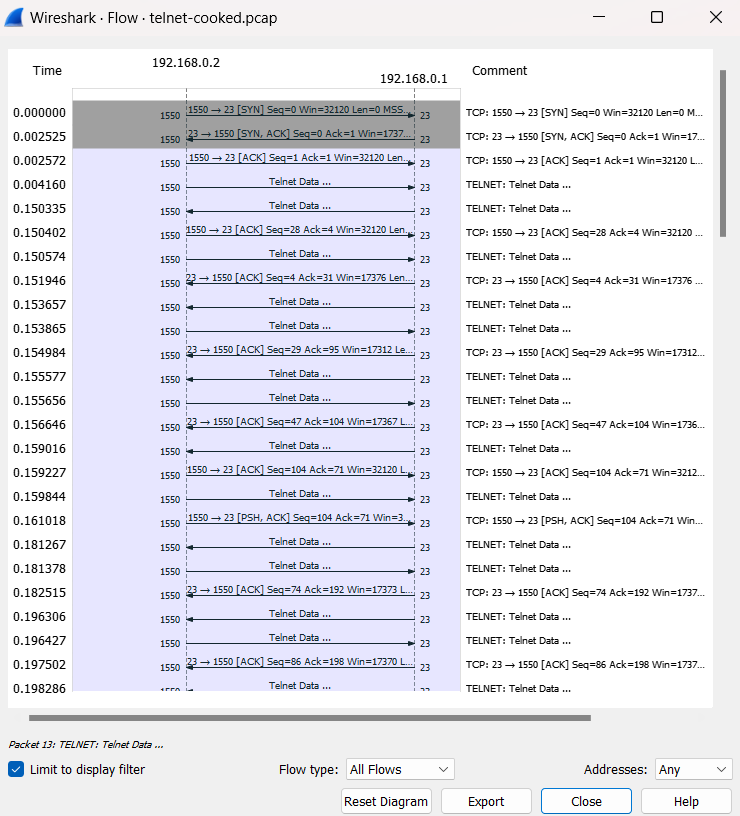 Wireshark · Flow · telnet-cooked.pcap
Time 192.168.0.2 192.168.0.1 Comment
0.000000 1550 1550 → 23 [SYN] Seq=0 Win=32120 Len=0 MSS... 23 TCP: 1550 → 23 [SYN] Seq=0 Win=32120 Len=0 M...
0.002525 1550 23 → 1550 [SYN, ACK] Seq=0 Ack=1 Win=1737... 23 TCP: 23 → 1550 [SYN, ACK] Seq=0 Ack=1 Win=17...
0.002572 1550 1550 → 23 [ACK] Seq=1 Ack=1 Win=32120 Len... 23 TCP: 1550 → 23 [ACK] Seq=1 Ack=1 Win=32120 L...
0.004160 1550 Telnet Data ... 23 TELNET: Telnet Data ...
0.150335 1550 Telnet Data ... 23 TELNET: Telnet Data ...
0.150402 1550 1550 → 23 [ACK] Seq=28 Ack=4 Win=32120 Len... 23 TCP: 1550 → 23 [ACK] Seq=28 Ack=4 Win=32120 ...
0.150574 1550 Telnet Data ... 23 TELNET: Telnet Data ...
0.151946 1550 23 → 1550 [ACK] Seq=4 Ack=31 Win=17376 Len... 23 TCP: 23 → 1550 [ACK] Seq=4 Ack=31 Win=17376 ...
0.153657 1550 Telnet Data ... 23 TELNET: Telnet Data ...
0.153865 1550 Telnet Data ... 23 TELNET: Telnet Data ...
0.154984 1550 23 → 1550 [ACK] Seq=29 Ack=95 Win=17312 Le... 23 TCP: 23 → 1550 [ACK] Seq=29 Ack=95 Win=17312...
0.155577 1550 Telnet Data ... 23 TELNET: Telnet Data ...
0.155656 1550 Telnet Data ... 23 TELNET: Telnet Data ...
0.156646 1550 23 → 1550 [ACK] Seq=47 Ack=104 Win=17367 L... 23 TCP: 23 → 1550 [ACK] Seq=47 Ack=104 Win=1736...
0.159016 1550 Telnet Data ... 23 TELNET: Telnet Data ...
0.159227 1550 1550 → 23 [ACK] Seq=104 Ack=71 Win=32120 L... 23 TCP: 1550 → 23 [ACK] Seq=104 Ack=71 Win=3212...
0.159844 1550 Telnet Data ... 23 TELNET: Telnet Data ...
0.161018 1550 1550 → 23 [PSH, ACK] Seq=104 Ack=71 Win=3... 23 TCP: 1550 → 23 [PSH, ACK] Seq=104 Ack=71 Win...
0.181267 1550 Telnet Data ... 23 TELNET: Telnet Data ...
0.181378 1550 Telnet Data ... 23 TELNET: Telnet Data ...
0.182515 1550 23 → 1550 [ACK] Seq=74 Ack=192 Win=17373 L... 23 TCP: 23 → 1550 [ACK] Seq=74 Ack=192 Win=1737...
0.196306 1550 Telnet Data ... 23 TELNET: Telnet Data ...
0.196427 1550 Telnet Data ... 23 TELNET: Telnet Data ...
0.197502 1550 23 → 1550 [ACK] Seq=86 Ack=198 Win=17370 L... 23 TCP: 23 → 1550 [ACK] Seq=86 Ack=198 Win=1737...
0.198286 1550 Telnet Data ... 23 TELNET: Telnet Data ...
Packet 13: TELNET: Telnet Data ...
Limit to display filter Flow type: All Flows Addresses: Any
Reset Diagram Export Close Help